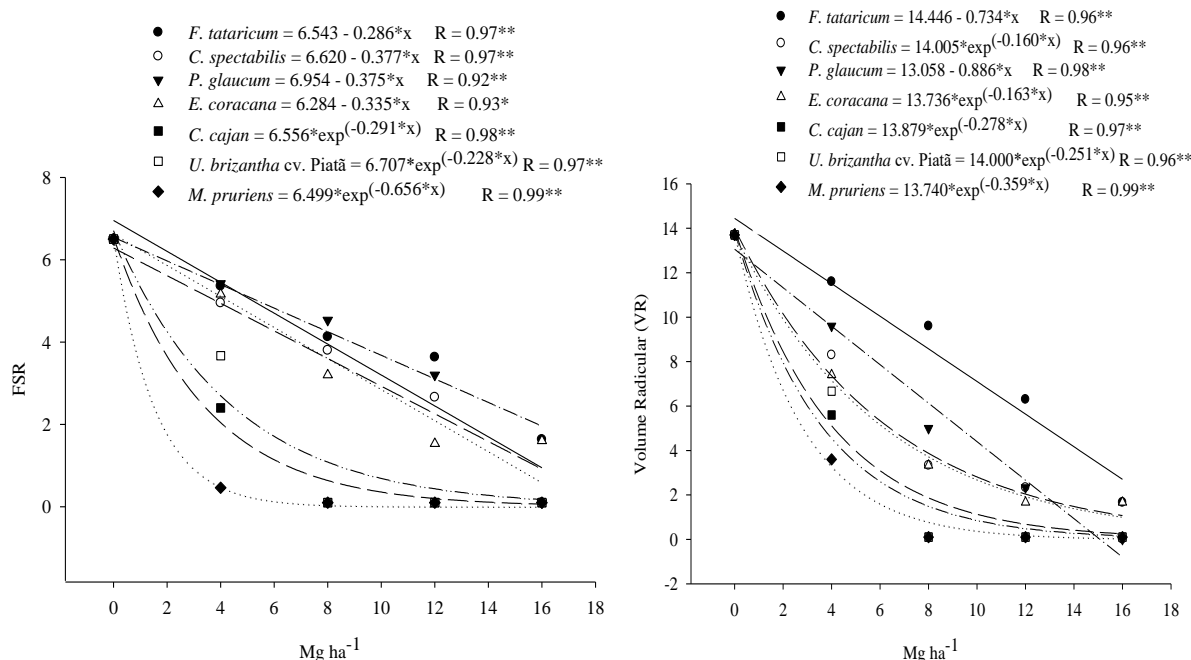 F. tataricum = 6.543 - 0.286*x R = 0.97**
C. spectabilis = 6.620 - 0.377*x R = 0.97**
P. glaucum = 6.954 - 0.375*x R = 0.92**
E. coracana = 6.284 - 0.335*x R = 0.93*
C. cajan = 6.556*exp(-0.291*x) R = 0.98**
U. brizantha cv. Piatã = 6.707*exp(-0.228*x) R = 0.97**
M. pruriens = 6.499*exp(-0.656*x) R = 0.99**
8
6
4
2
0
FSR
0 2 4 6 8 10 12 14 16 18
Mg ha-1
F. tataricum = 14.446 - 0.734*x R = 0.96**
C. spectabilis = 14.005*exp(-0.160*x) R = 0.96**
P. glaucum = 13.058 - 0.886*x R = 0.98**
E. coracana = 13.736*exp(-0.163*x) R = 0.95**
C. cajan = 13.879*exp(-0.278*x) R = 0.97**
U. brizantha cv. Piatã = 14.000*exp(-0.251*x) R = 0.96**
M. pruriens = 13.740*exp(-0.359*x) R = 0.99**
16
14
12
10
8
6
4
2
0
-2
Volume Radicular (VR)
0 2 4 6 8 10 12 14 16 18
Mg ha-1